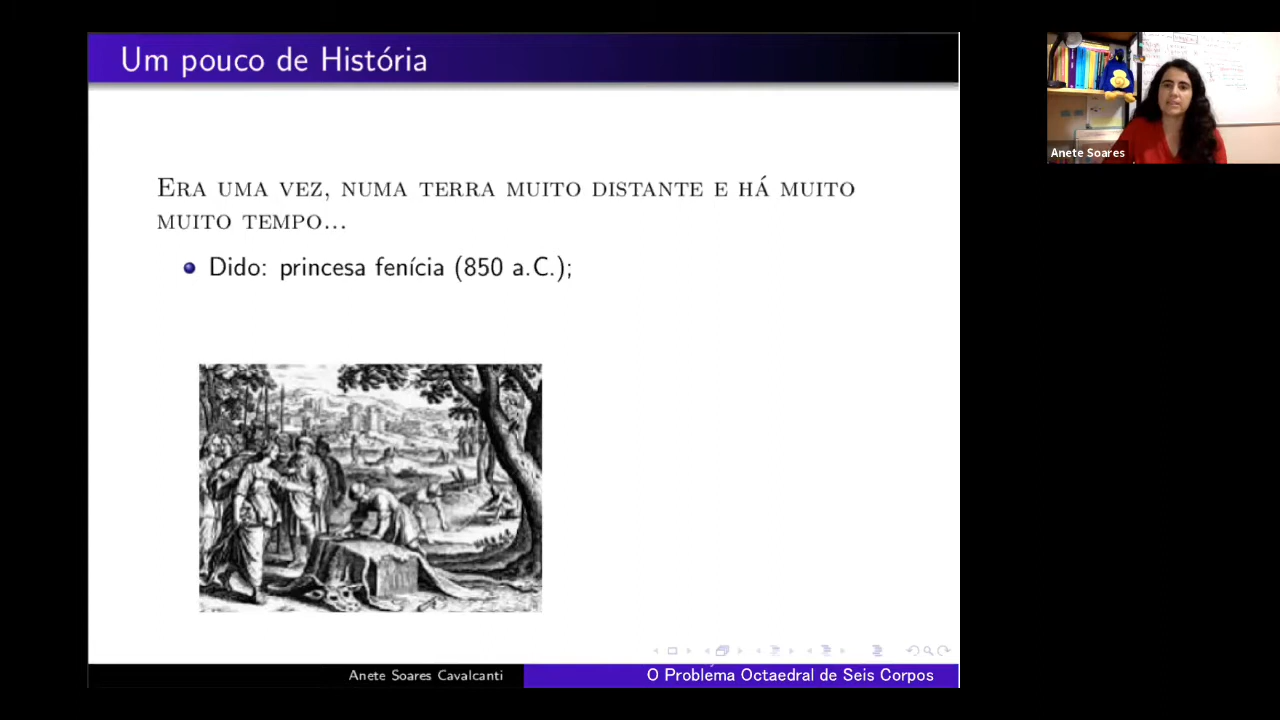 Um pouco de História
Era uma vez, numa terra muito distante e há muito
muito tempo...
Dido: princesa fenícia (850 a.C.);
Anete Soares Cavalcanti
O Problema Octaedral de Seis Corpos
Anete Soares